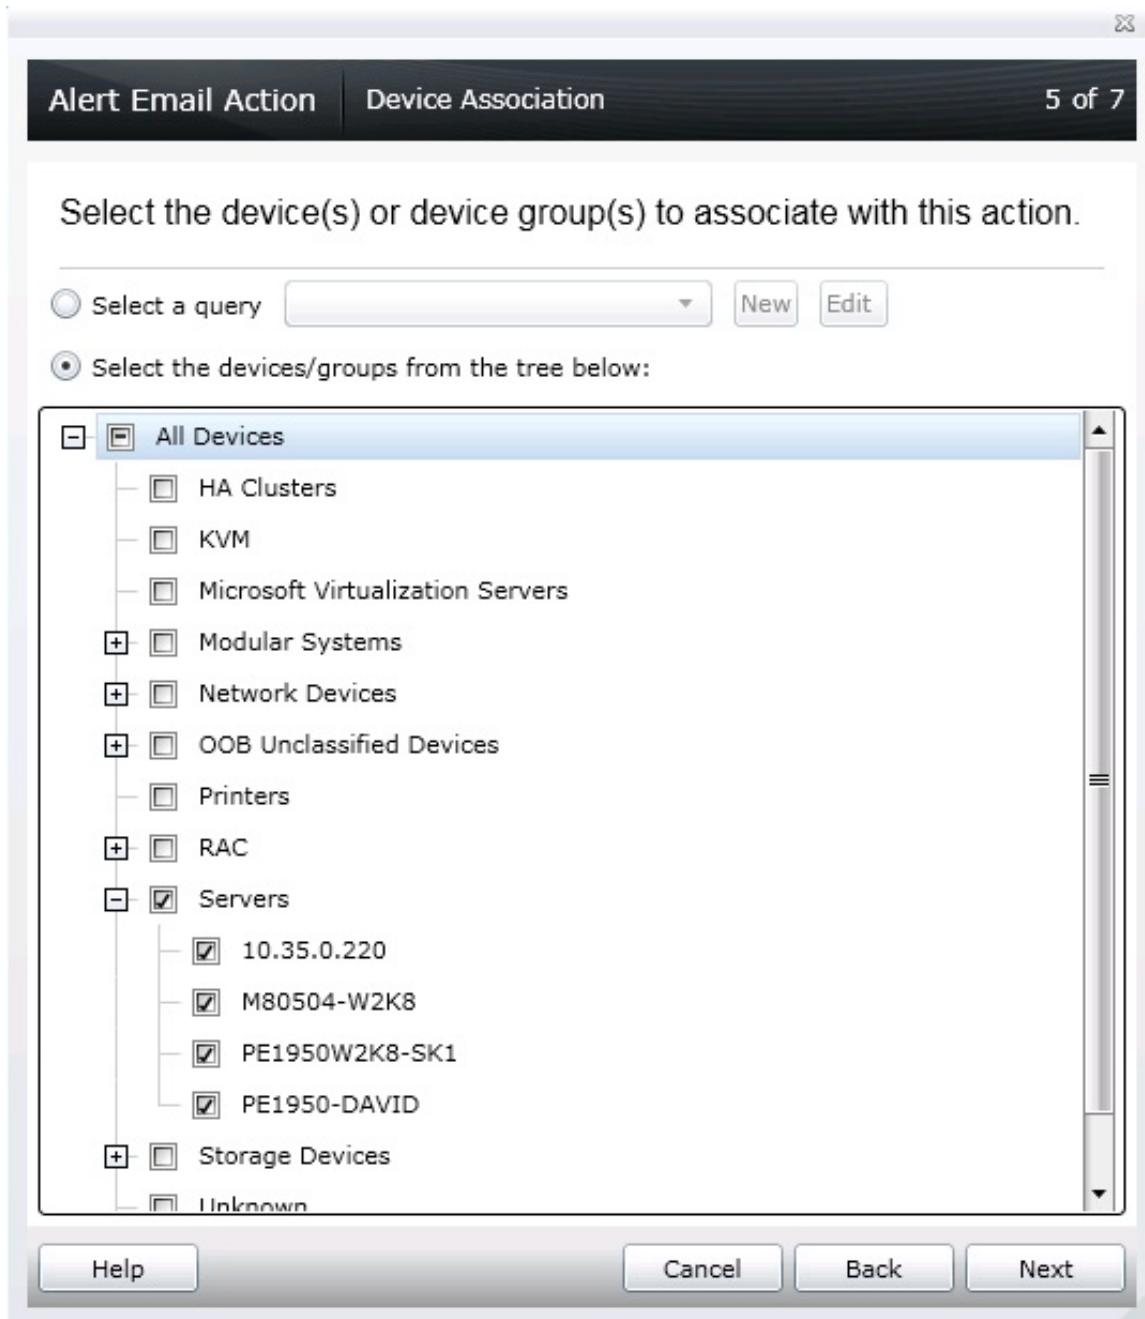 Alert Email Action Device Association 5 of 7
Select the device(s) or device group(s) to associate with this action.
Select a query New Edit
Select the devices/groups from the tree below:
All Devices
HA Clusters
KVM
Microsoft Virtualization Servers
Modular Systems
Network Devices
OOB Unclassified Devices
Printers
RAC
Servers
10.35.0.220
M80504-W2K8
PE1950W2K8-SK1
PE1950-DAVID
Storage Devices
Unknown
Help Cancel Back Next